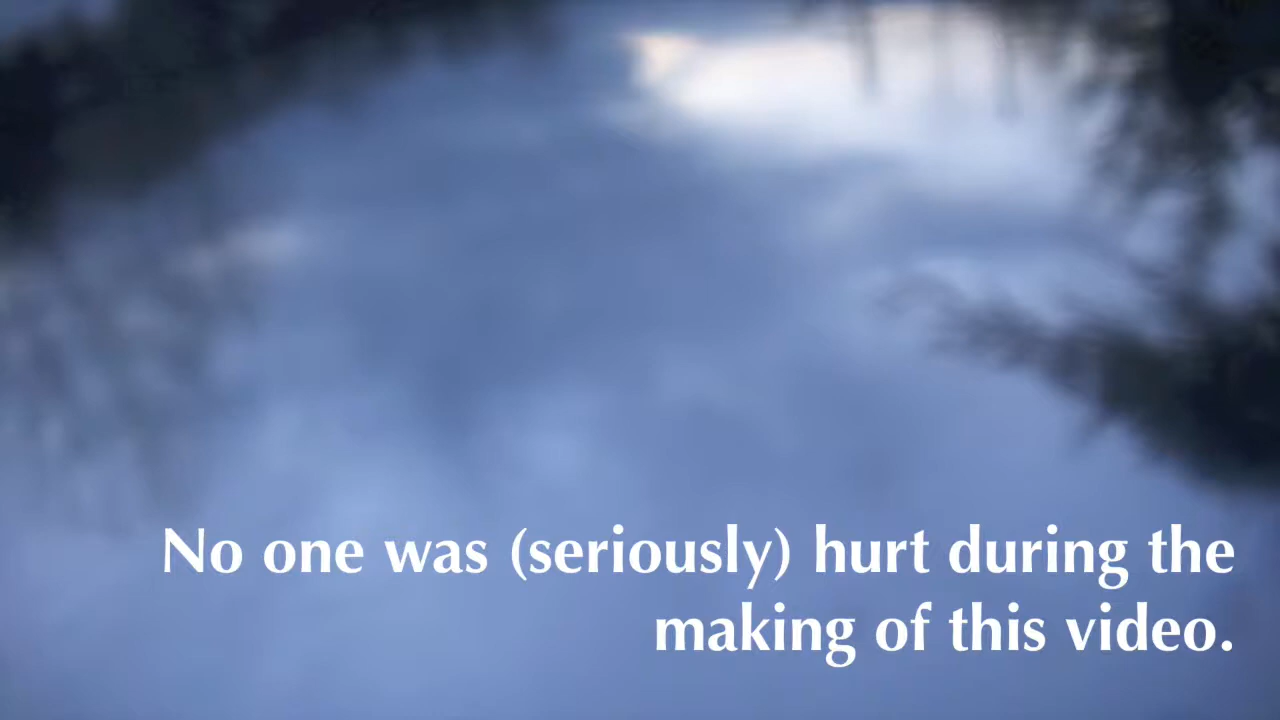 No one was (seriously) hurt during the
making of this video.